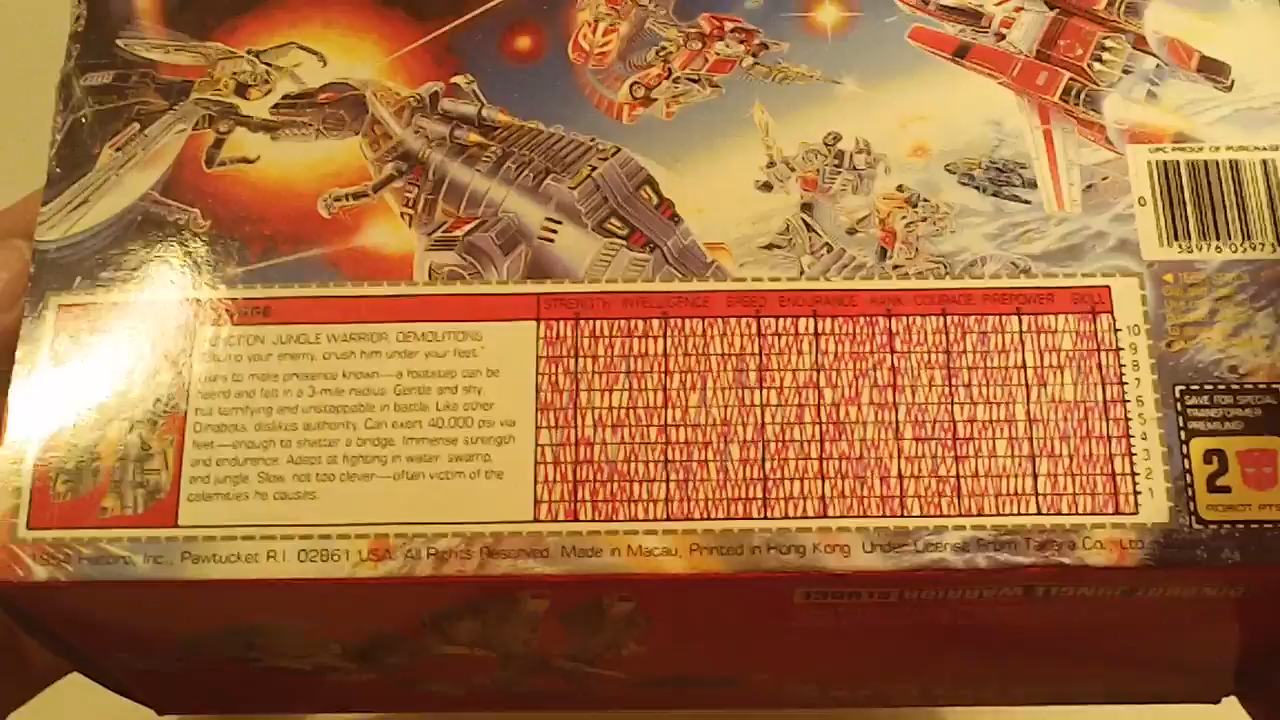 UPC PROOF OF PURCHASE
0
38976 05973
STRENGTH INTELLIGENCE SPEED ENDURANCE RANK COURAGE FIREPOWER SKILL
10
9
8
7
6
5
4
3
2
1
FUNCTION: JUNGLE WARRIOR, DEMOLITIONS
your enemy, crush him under your feet."
to make presence known—a footstep can be
heard and felt in a 3-mile radius. Gentle and shy,
but terrifying and unstoppable in battle. Like other
Dinobots, dislikes authority. Can exert 40,000 psi via
feet—enough to shatter a bridge. Immense strength
and endurance. Adept at fighting in water, swamp,
and jungle. Slow, not too clever—often victim of the
calamities he causes.
SAVE FOR SPECIAL
TRANSFORMER
PREMIUMS!
2
ROBOT PTS
Hasbro, Inc., Pawtucket R.I. 02861 USA. All Rights Reserved. Made in Macau, Printed in Hong Kong Under License From Takara Co., Ltd.
DINOBOT JUNGLE WARRIOR SLUDGE